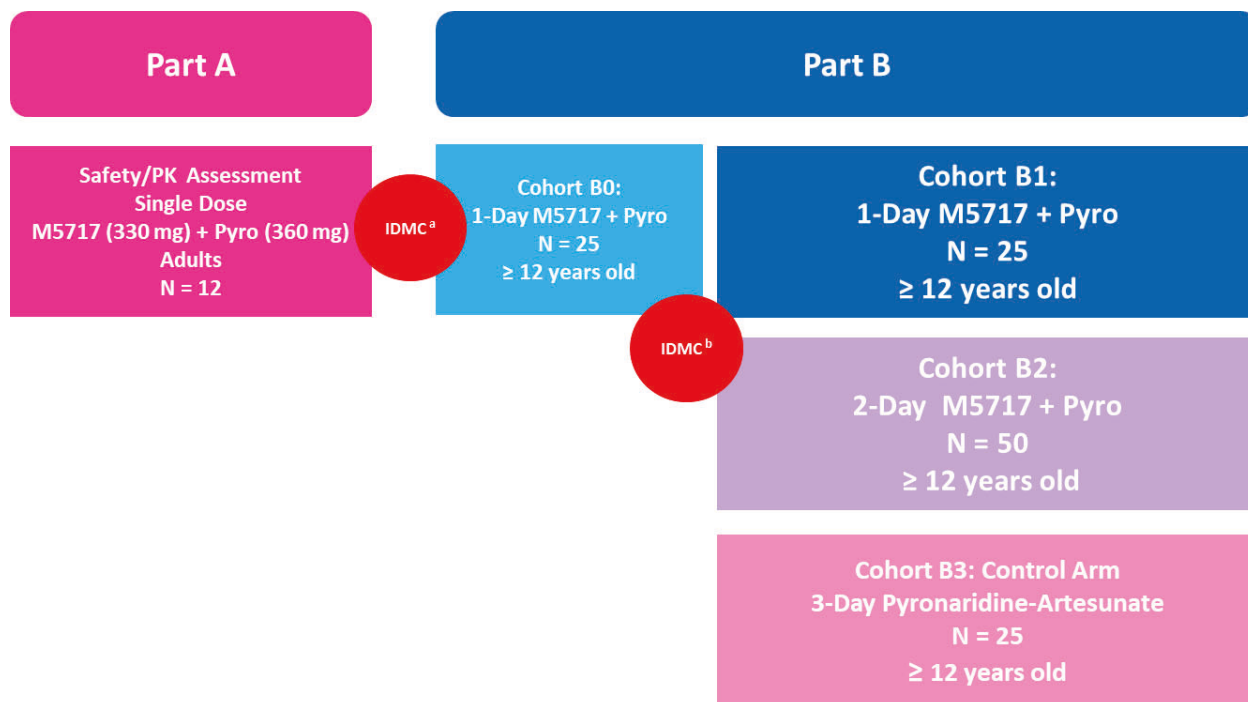 Part A
Part B
Safety/PK Assessment
Single Dose
M5717 (330 mg) + Pyro (360 mg)
Adults
N = 12
IDMC a
Cohort B0:
1-Day M5717 + Pyro
N = 25
≥ 12 years old
IDMC b
Cohort B1:
1-Day M5717 + Pyro
N = 25
≥ 12 years old
Cohort B2:
2-Day M5717 + Pyro
N = 50
≥ 12 years old
Cohort B3: Control Arm
3-Day Pyronaridine-Artesunate
N = 25
≥ 12 years old